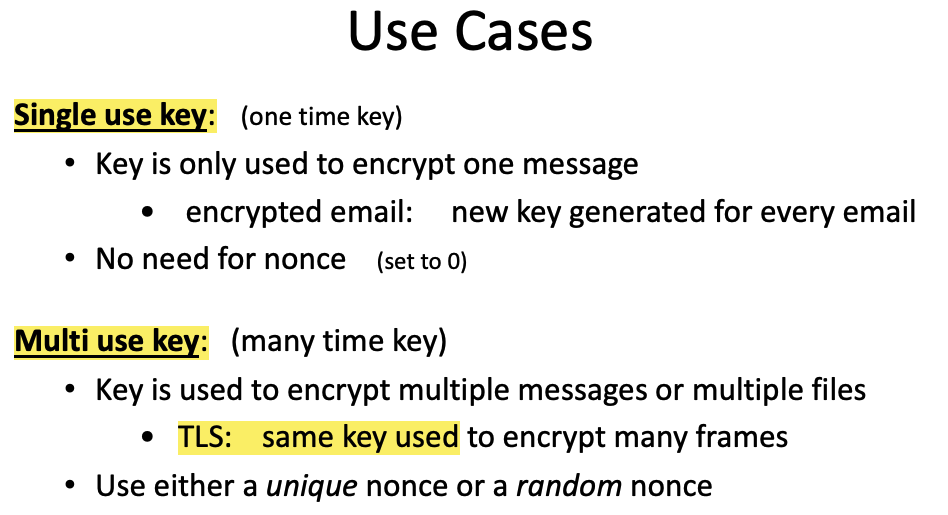 Use Cases
Single use key: (one time key)
• Key is only used to encrypt one message
• encrypted email: new key generated for every email
• No need for nonce (set to 0)
Multi use key: (many time key)
• Key is used to encrypt multiple messages or multiple files
• TLS: same key used to encrypt many frames
• Use either a unique nonce or a random nonce